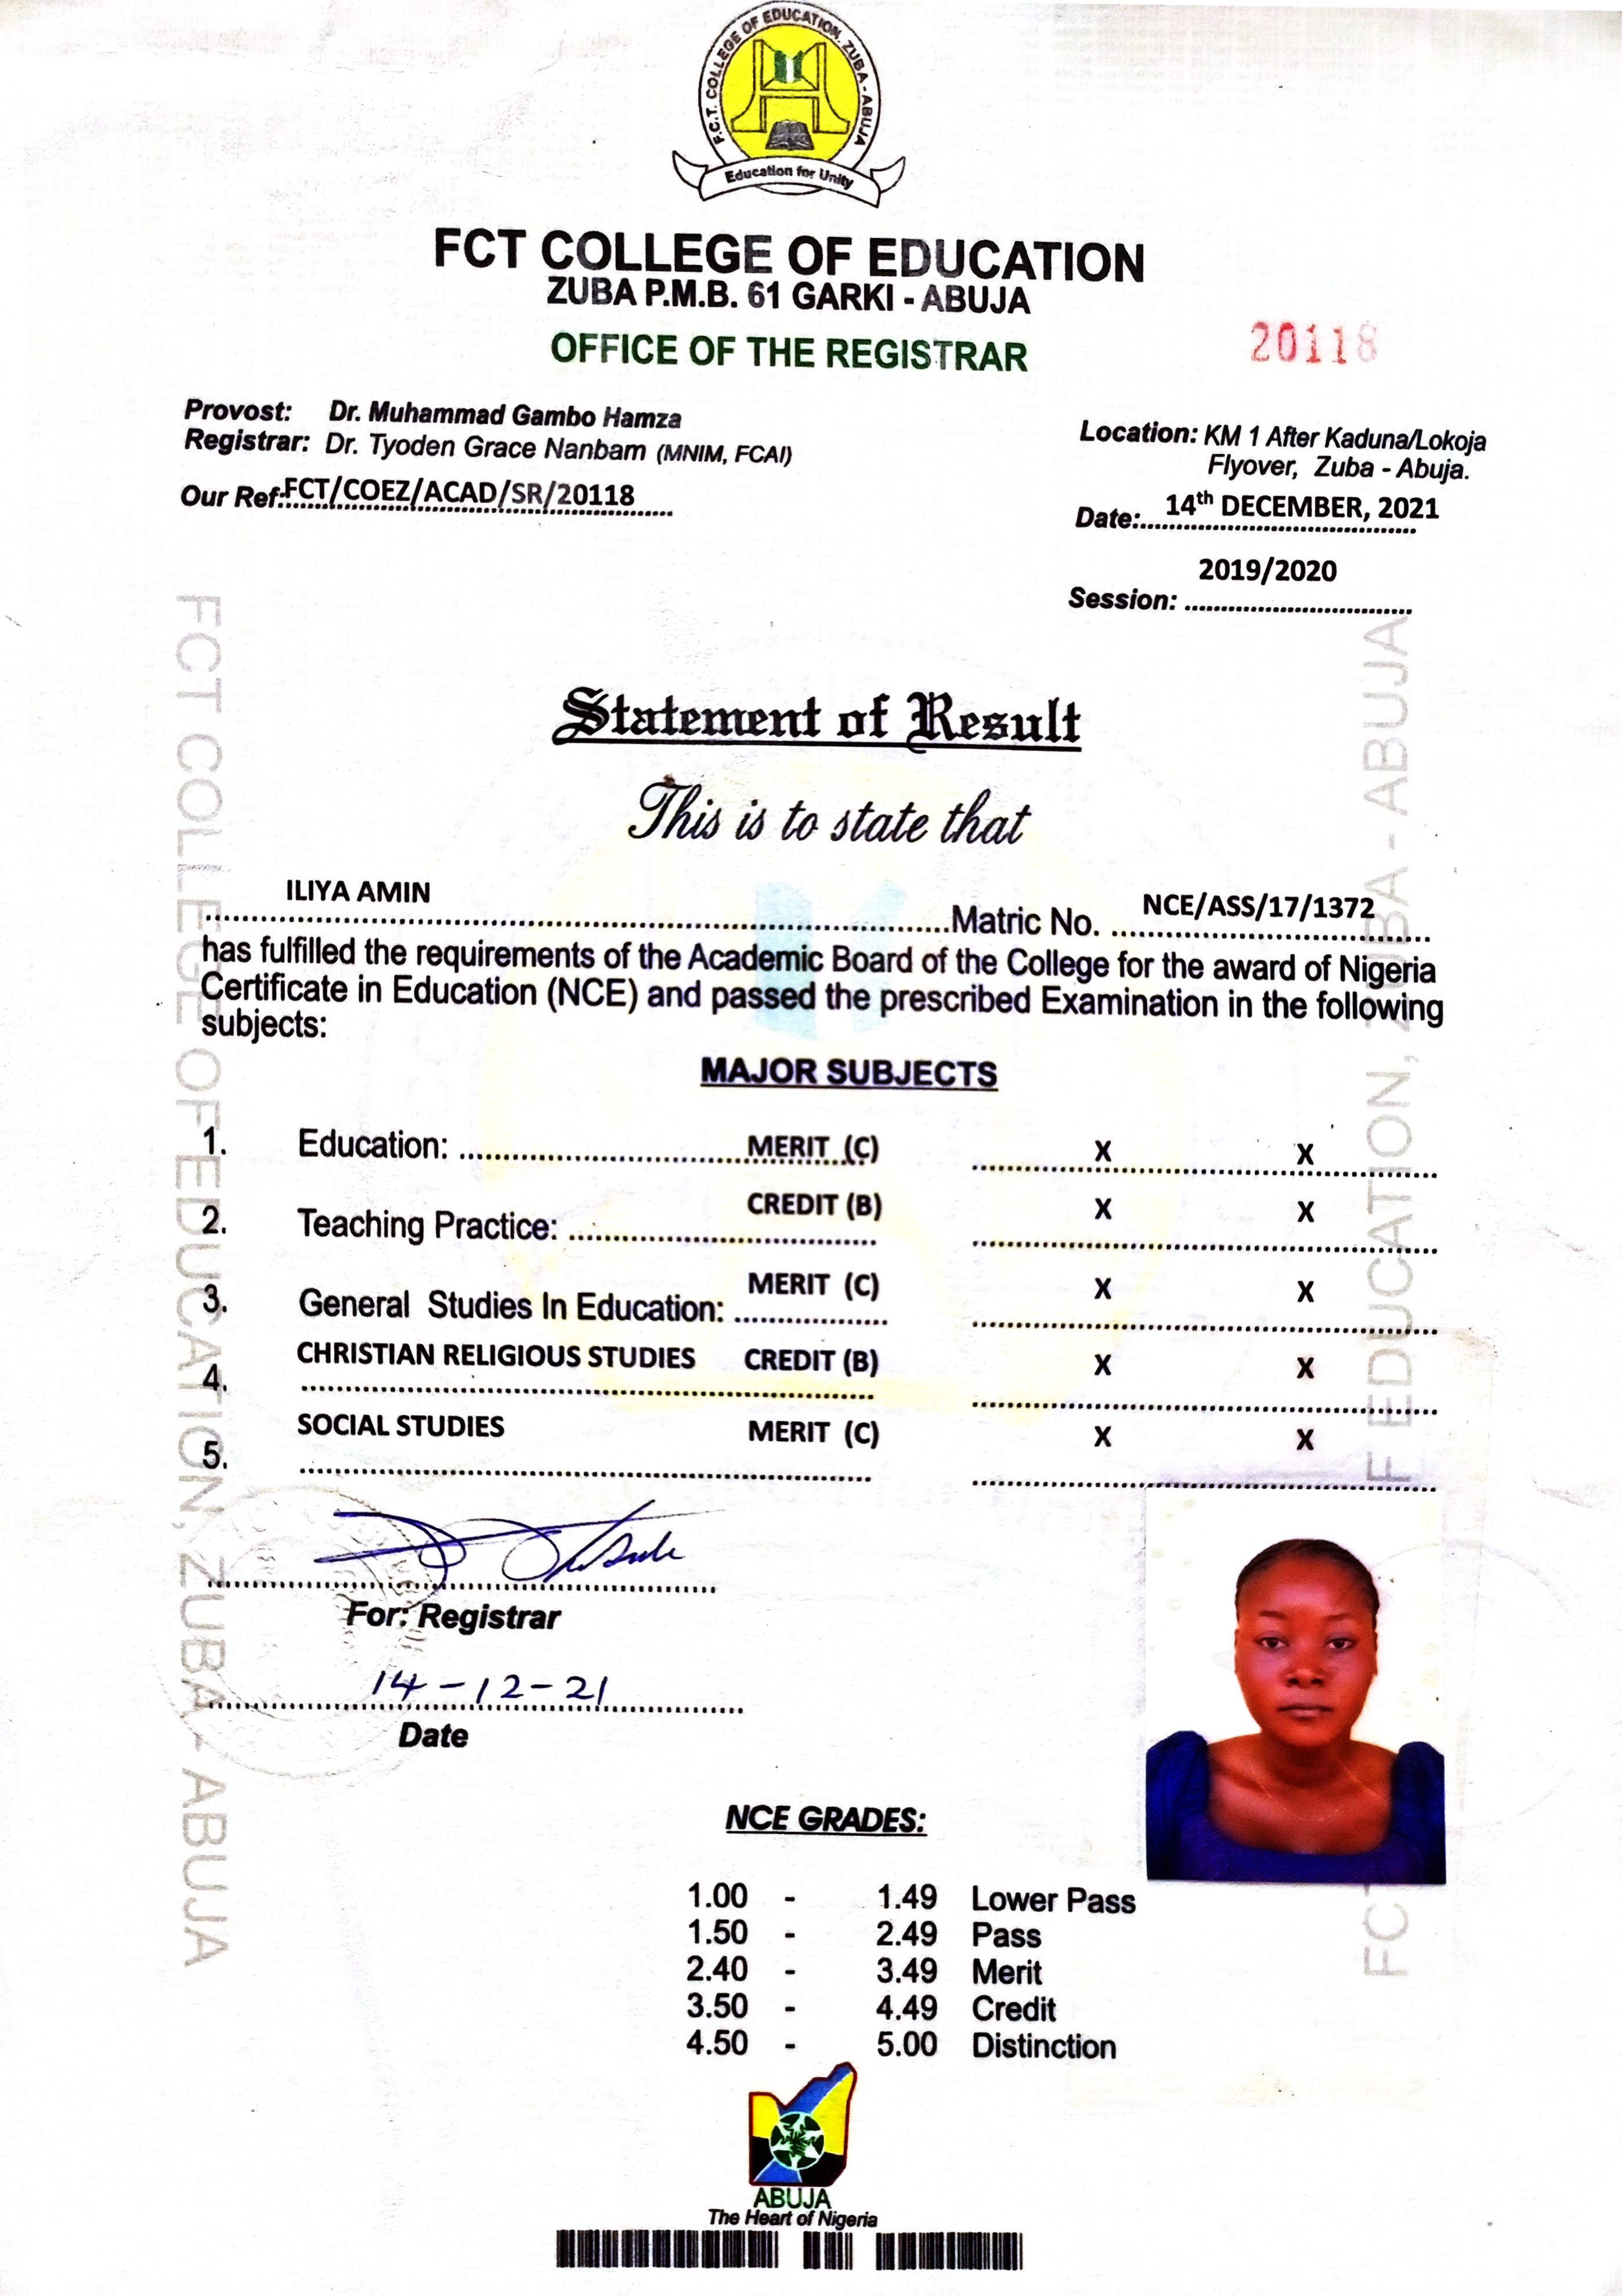 F.C.T. COLLEGE OF EDUCATION, ZUBA - ABUJA
Education for Unity
FCT COLLEGE OF EDUCATION
ZUBA P.M.B. 61 GARKI - ABUJA
OFFICE OF THE REGISTRAR
20118
Provost: Dr. Muhammad Gambo Hamza
Registrar: Dr. Tyoden Grace Nanbam (MNIM, FCAI)
Our Ref: FCT/COEZ/ACAD/SR/20118
Location: KM 1 After Kaduna/Lokoja
Flyover, Zuba - Abuja.
Date: 14th DECEMBER, 2021
Session: 2019/2020
Statement of Result
This is to state that
ILIYA AMIN Matric No. NCE/ASS/17/1372
has fulfilled the requirements of the Academic Board of the College for the award of Nigeria
Certificate in Education (NCE) and passed the prescribed Examination in the following
subjects:
MAJOR SUBJECTS
1. Education: MERIT (C) X X
2. Teaching Practice: CREDIT (B) X X
3. General Studies In Education: MERIT (C) X X
4. CHRISTIAN RELIGIOUS STUDIES CREDIT (B) X X
5. SOCIAL STUDIES MERIT (C) X X
For: Registrar
14-12-21
Date
NCE GRADES:
1.00 - 1.49 Lower Pass
1.50 - 2.49 Pass
2.40 - 3.49 Merit
3.50 - 4.49 Credit
4.50 - 5.00 Distinction
ABUJA
The Heart of Nigeria
FCT COLLEGE OF EDUCATION, ZUBA - ABUJA
FCT F EDUCATION, ZUBA - ABUJA